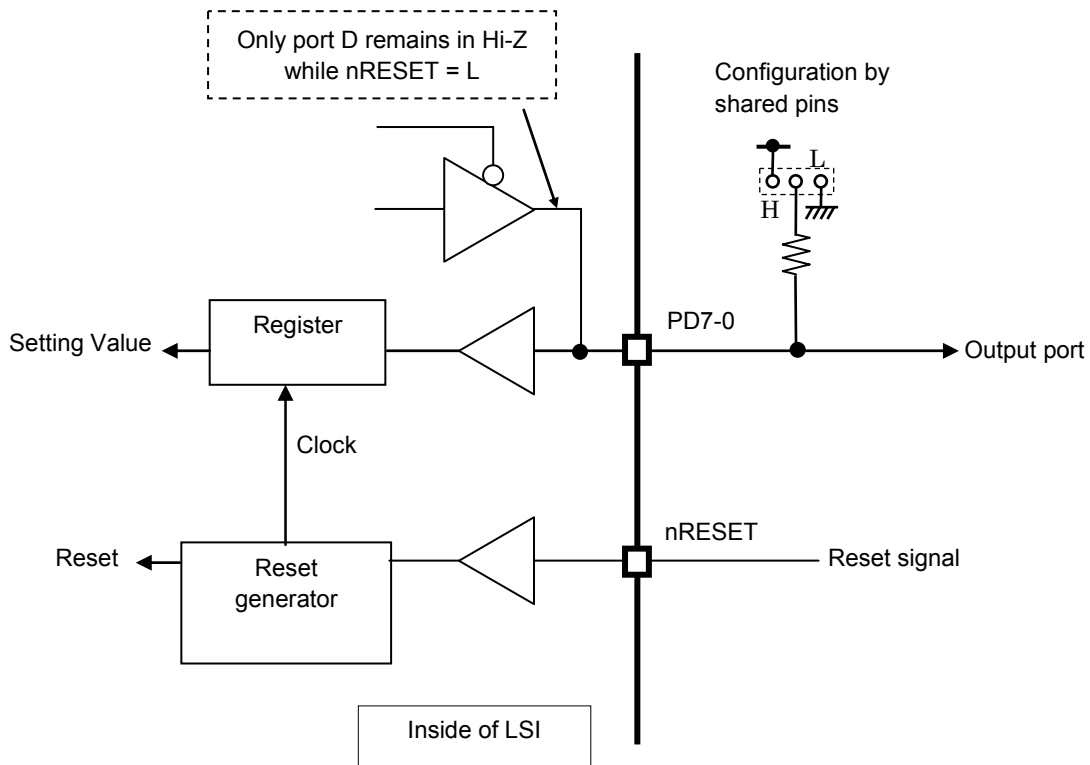 Only port D remains in Hi-Z
while nRESET = L
Configuration by
shared pins
L
H
PD7-0
Register
Setting Value
Output port
Clock
nRESET
Reset
Reset
generator
Reset signal
Inside of LSI